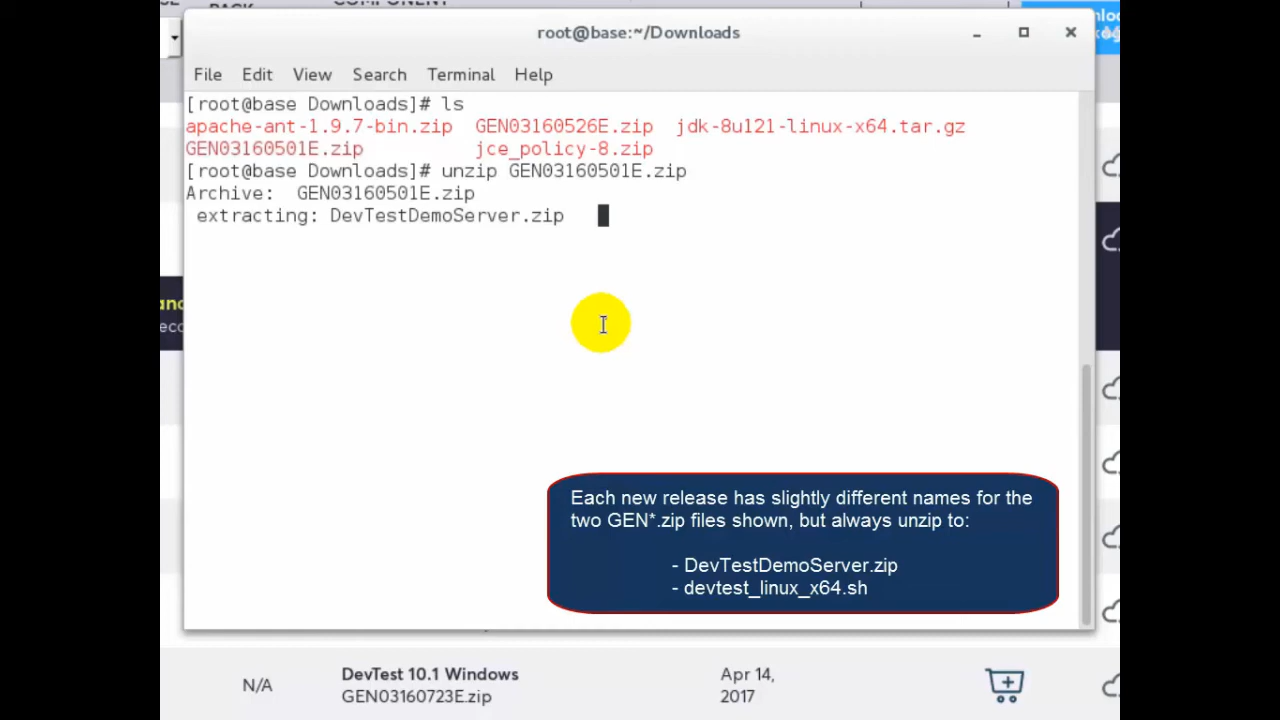 PACK
COMPONENT
root@base:~/Downloads
File Edit View Search Terminal Help
[root@base Downloads]# ls
apache-ant-1.9.7-bin.zip GEN03160526E.zip jdk-8u121-linux-x64.tar.gz
GEN03160501E.zip jce_policy-8.zip
[root@base Downloads]# unzip GEN03160501E.zip
Archive: GEN03160501E.zip
extracting: DevTestDemoServer.zip
Each new release has slightly different names for the
two GEN*.zip files shown, but always unzip to:
- DevTestDemoServer.zip
- devtest_linux_x64.sh
N/A
DevTest 10.1 Windows
GEN03160723E.zip
Apr 14,
2017